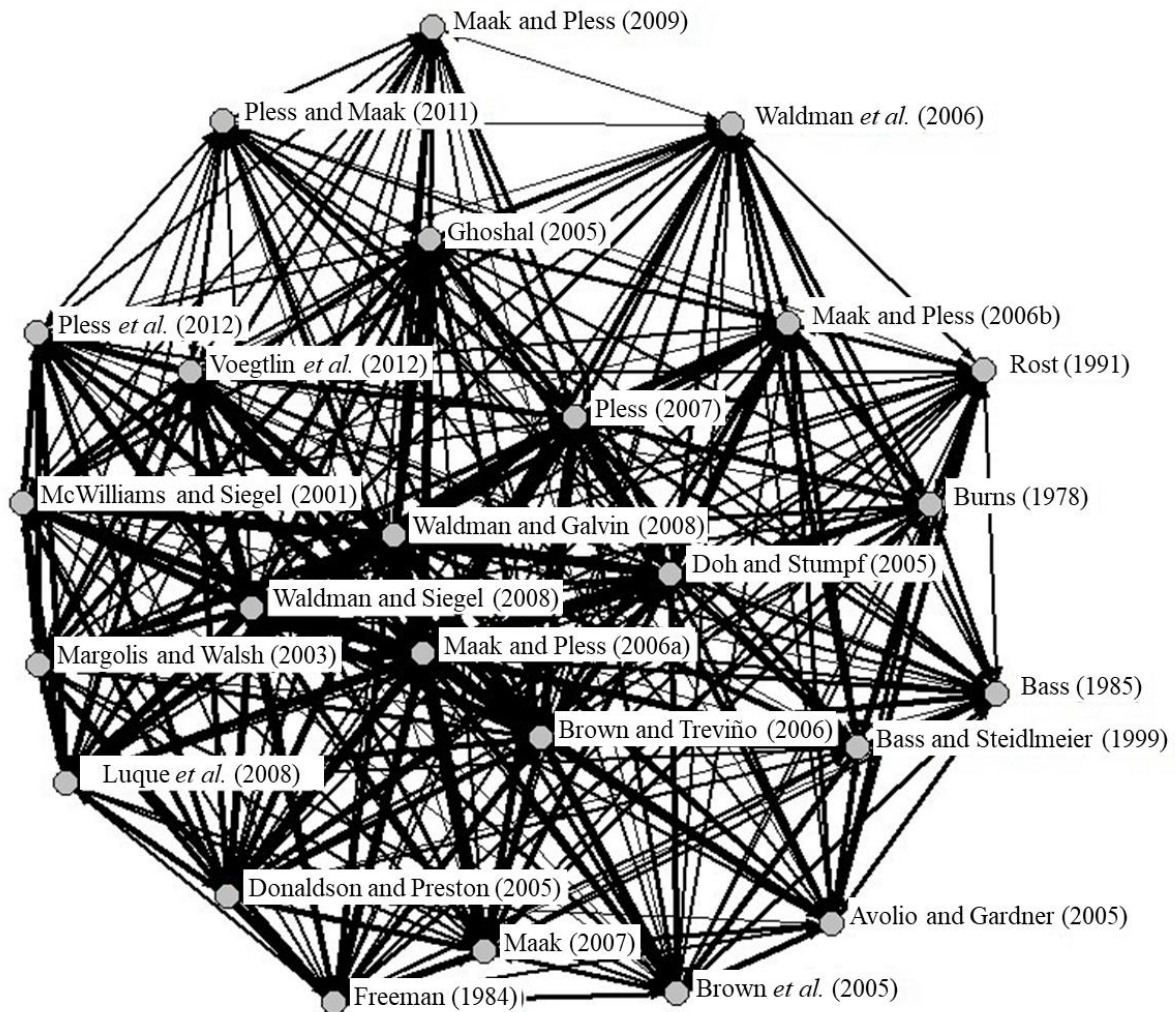 Maak and Pless (2009)
Pless and Maak (2011)
Waldman et al. (2006)
Ghoshal (2005)
Pless et al. (2012)
Maak and Pless (2006b)
Voegtlin et al. (2012)
Rost (1991)
Pless (2007)
McWilliams and Siegel (2001)
Burns (1978)
Waldman and Galvin (2008)
Doh and Stumpf (2005)
Waldman and Siegel (2008)
Margolis and Walsh (2003)
Maak and Pless (2006a)
Bass (1985)
Brown and Treviño (2006)
Bass and Steidlmeier (1999)
Luque et al. (2008)
Donaldson and Preston (2005)
Avolio and Gardner (2005)
Maak (2007)
Brown et al. (2005)
Freeman (1984)